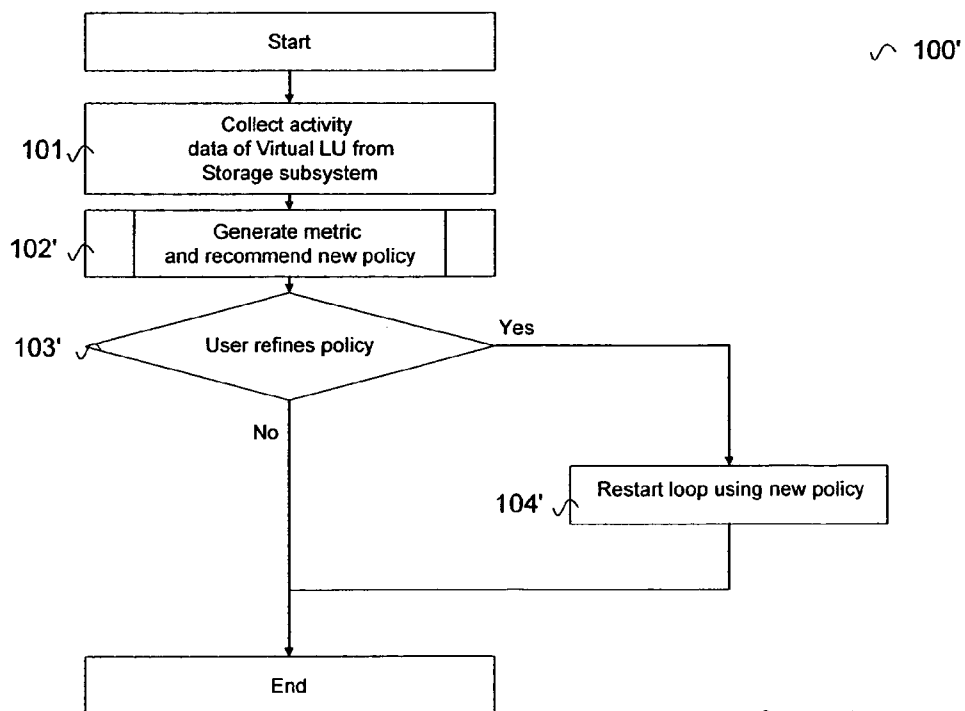 Start
100'
101
Collect activity
data of Virtual LU from
Storage subsystem
102'
Generate metric
and recommend new policy
103'
User refines policy
Yes
No
104'
Restart loop using new policy
End